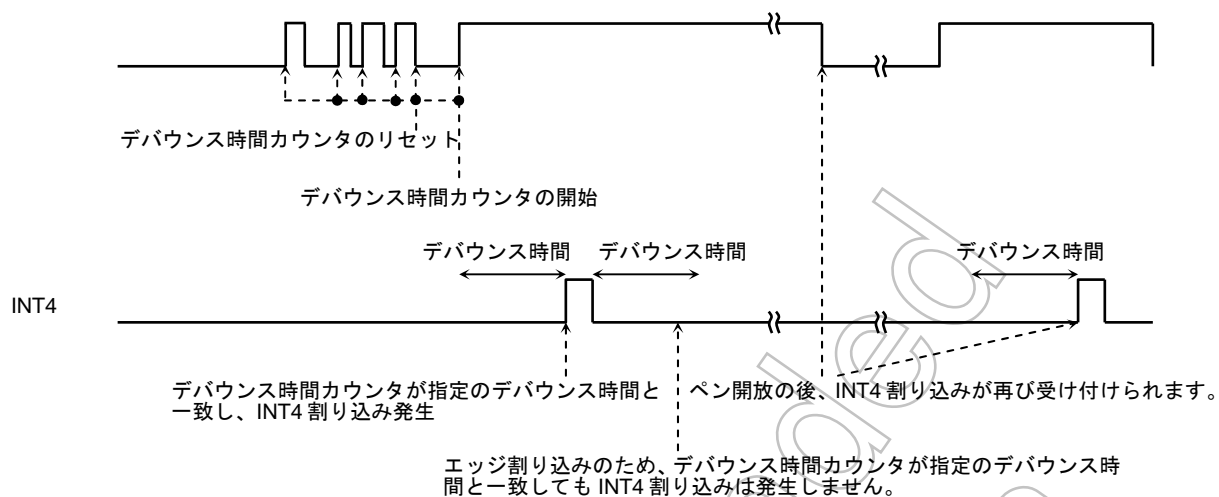 デバウンス時間カウンタのリセット
デバウンス時間カウンタの開始
デバウンス時間 デバウンス時間 デバウンス時間
INT4
デバウンス時間カウンタが指定のデバウンス時間と
一致し、INT4 割り込み発生
ペン開放の後、INT4 割り込みが再び受け付けられます。
エッジ割り込みのため、デバウンス時間カウンタが指定のデバウンス時
間と一致しても INT4 割り込みは発生しません。
ded